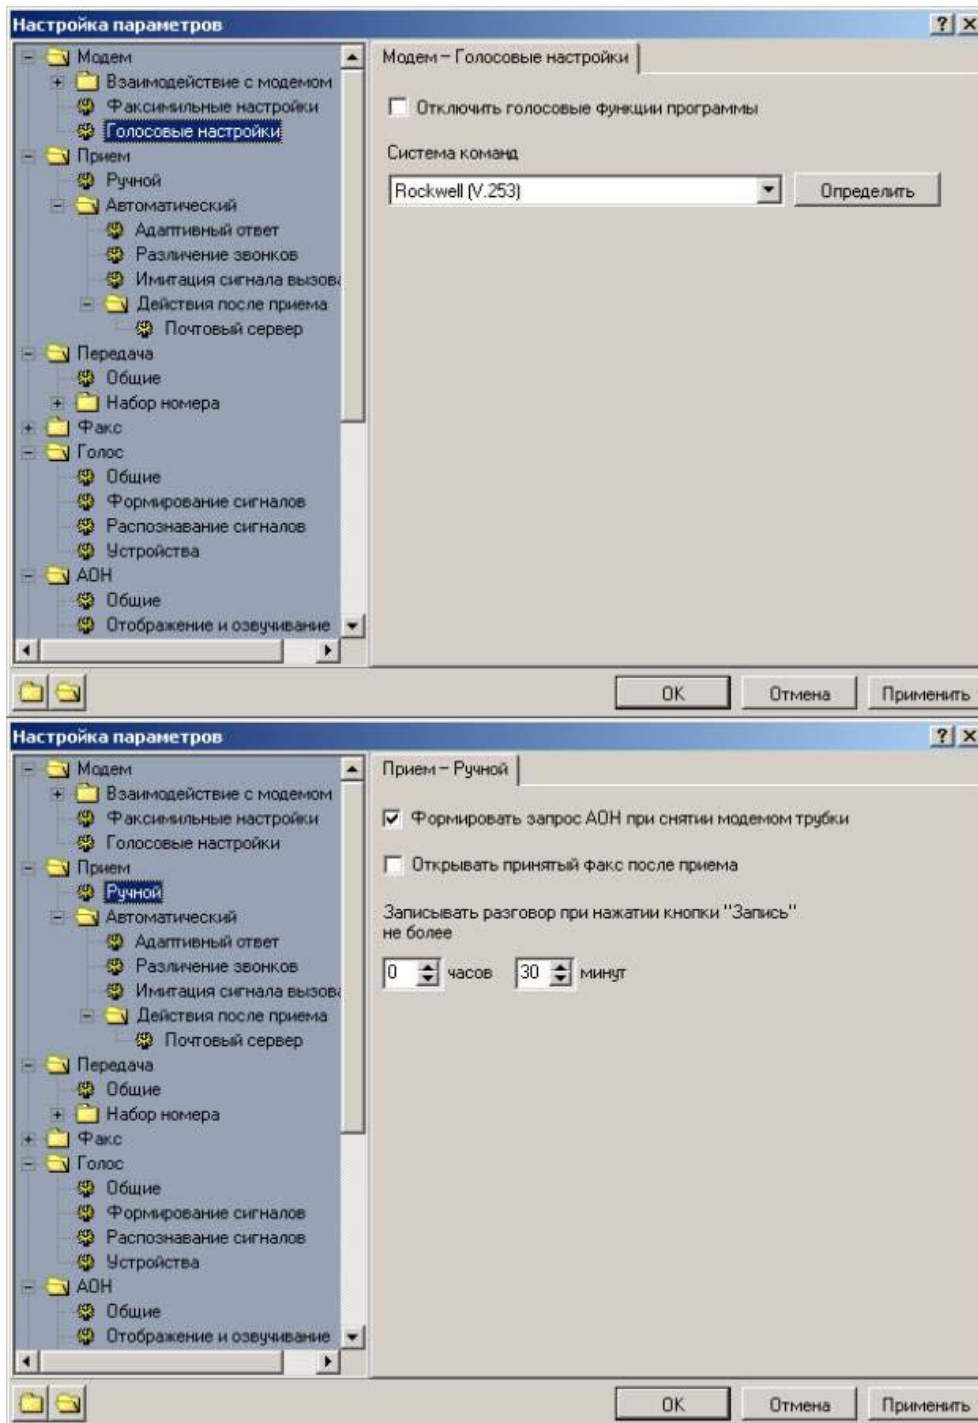 Настройка параметров
Модем
Взаимодействие с модемом
Факсимильные настройки
Голосовые настройки
Прием
Ручной
Автоматический
Адаптивный ответ
Различение звонков
Имитация сигнала вызова
Действия после приема
Почтовый сервер
Передача
Общие
Набор номера
Факс
Голос
Общие
Формирование сигналов
Распознавание сигналов
Устройства
АОН
Общие
Отображение и озвучивание
Модем – Голосовые настройки
Отключить голосовые функции программы
Система команд
Rockwell (V.253)
Определить
ОК
Отмена
Применить
Настройка параметров
Модем
Взаимодействие с модемом
Факсимильные настройки
Голосовые настройки
Прием
Ручной
Автоматический
Адаптивный ответ
Различение звонков
Имитация сигнала вызова
Действия после приема
Почтовый сервер
Передача
Общие
Набор номера
Факс
Голос
Общие
Формирование сигналов
Распознавание сигналов
Устройства
АОН
Общие
Отображение и озвучивание
Прием – Ручной
Формировать запрос АОН при снятии модемом трубки
Открывать принятый факс после приема
Записывать разговор при нажатии кнопки "Запись"
не более
0 часов 30 минут
ОК
Отмена
Применить